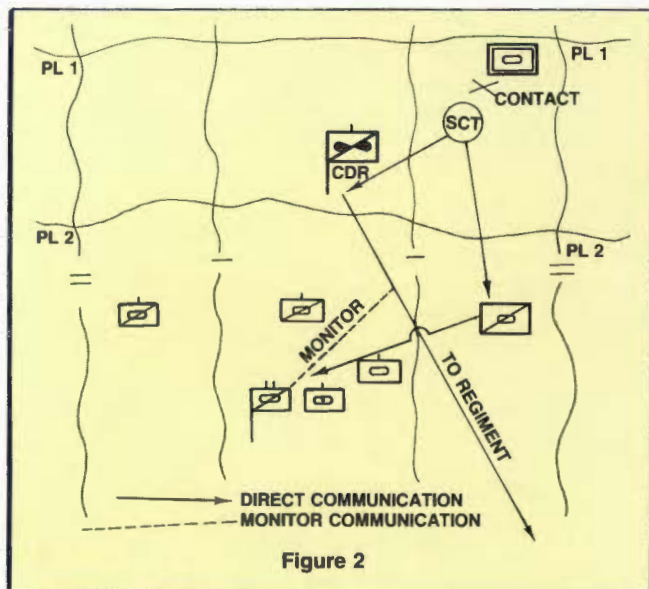 PL 1
PL 1
CONTACT
SCT
CDR
PL 2
PL 2
MONITOR
TO REGIMENT
DIRECT COMMUNICATION
MONITOR COMMUNICATION
Figure 2